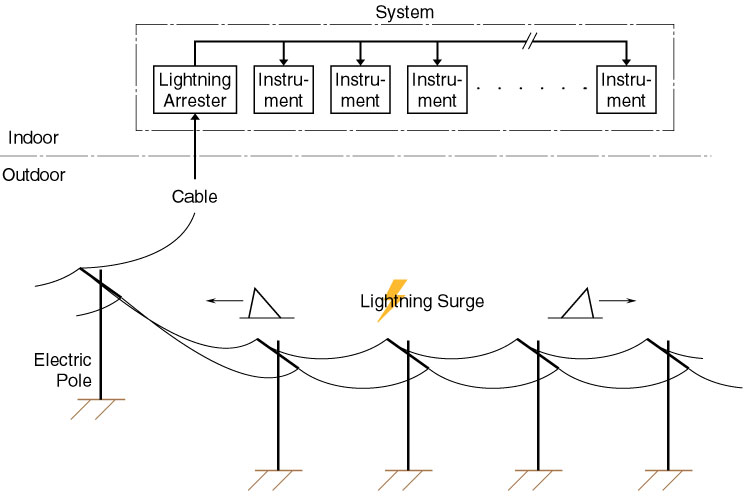 System
Lightning
Arrester
Instru-
ment
Instru-
ment
Instru-
ment
Instru-
ment
Indoor
Outdoor
Cable
Lightning Surge
Electric
Pole